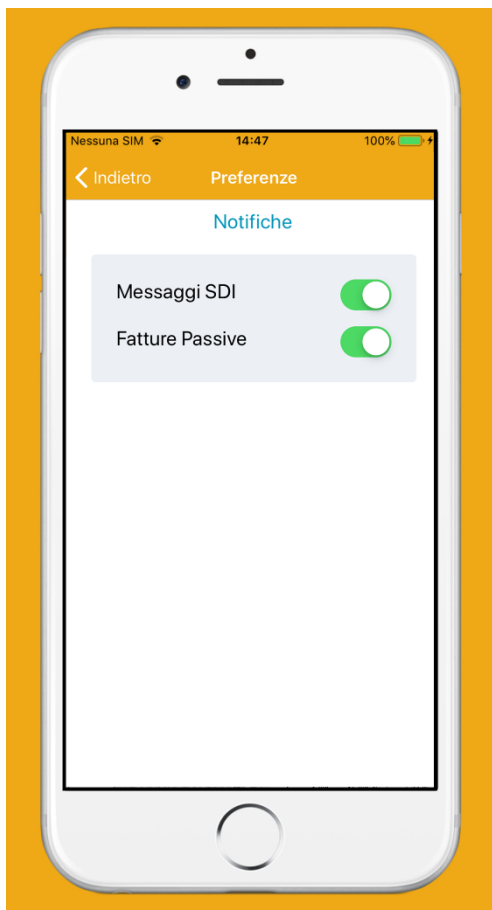 Nessuna SIM 14:47 100%
Indietro Preferenze
Notifiche
Messaggi SDI
Fatture Passive